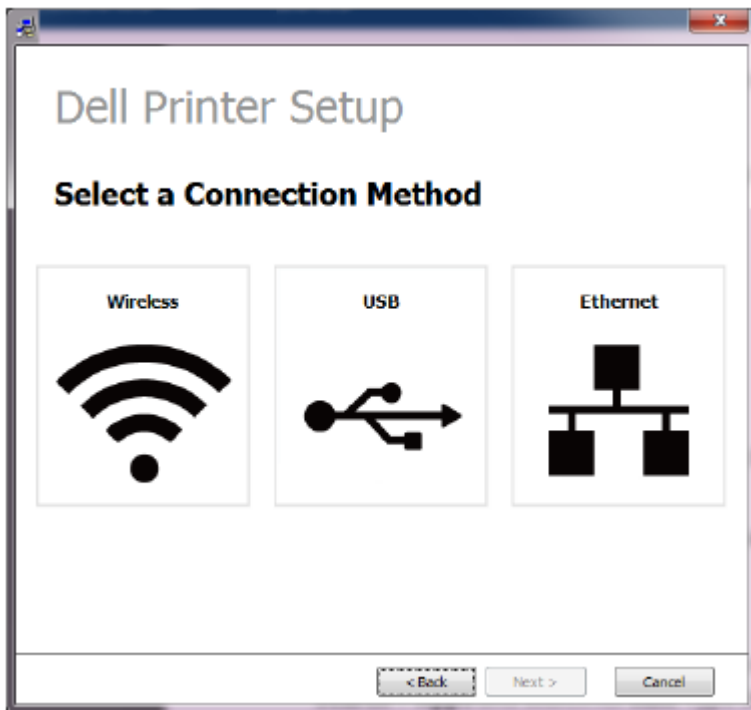 Dell Printer Setup
Select a Connection Method
Wireless USB Ethernet
< Back Next > Cancel